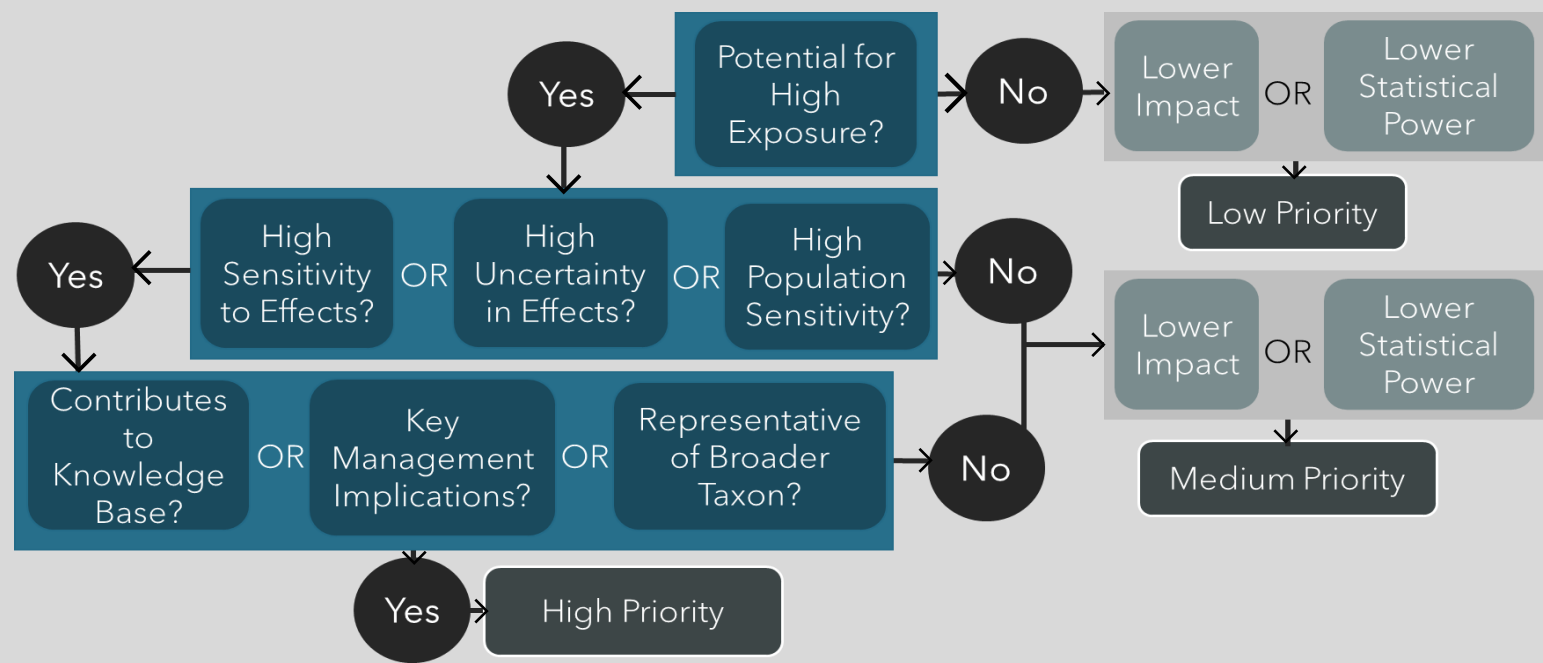 Potential for
High
Exposure?
Yes
No
Lower
Impact
OR
Lower
Statistical
Power
Low Priority
High
Sensitivity
to Effects?
OR
High
Uncertainty
in Effects?
OR
High
Population
Sensitivity?
Yes
No
Lower
Impact
OR
Lower
Statistical
Power
Medium Priority
Contributes
to
Knowledge
Base?
OR
Key
Management
Implications?
OR
Representative
of Broader
Taxon?
No
Yes
High Priority